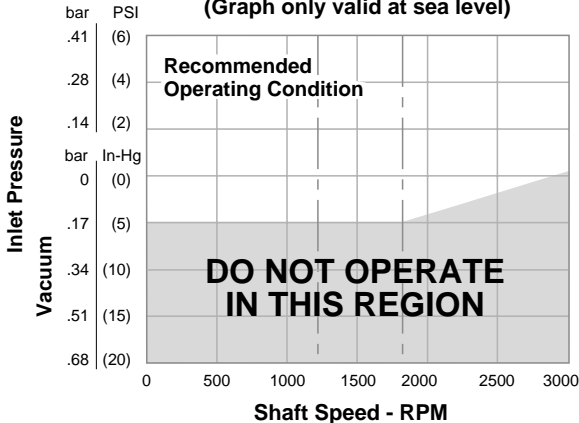 (Graph only valid at sea level)
bar PSI
.41 (6)
.28 (4)
.14 (2)
bar In-Hg
0 (0)
.17 (5)
.34 (10)
.51 (15)
.68 (20)
Inlet Pressure
Vacuum
Recommended
Operating Condition
DO NOT OPERATE
IN THIS REGION
0 500 1000 1500 2000 2500 3000
Shaft Speed - RPM